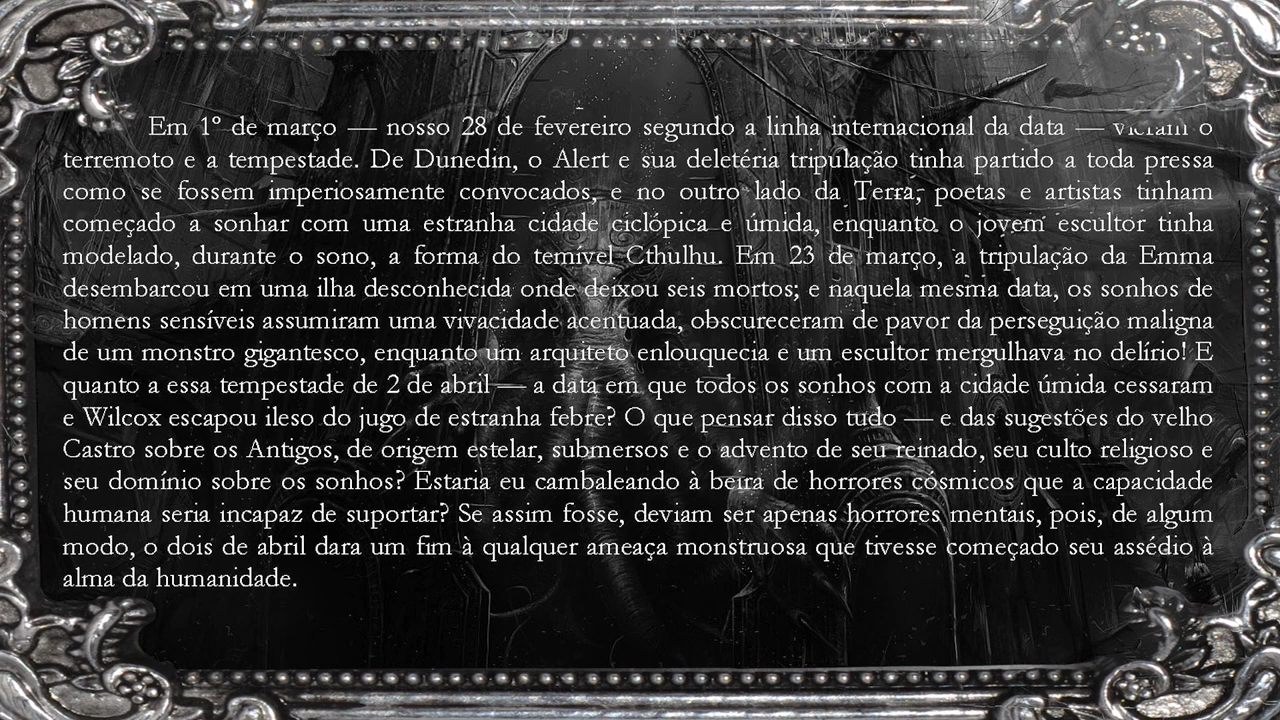 Em 1º de março — nosso 28 de fevereiro segundo a linha internacional da data — vieram o
terremoto e a tempestade. De Dunedin, o Alert e sua deletéria tripulação tinha partido a toda pressa
como se fossem imperiosamente convocados, e no outro lado da Terra, poetas e artistas tinham
começado a sonhar com uma estranha cidade ciclópica e úmida, enquanto o jovem escultor tinha
modelado, durante o sono, a forma do temível Cthulhu. Em 23 de março, a tripulação da Emma
desembarcou em uma ilha desconhecida onde deixou seis mortos; e naquela mesma data, os sonhos de
homens sensíveis assumiram uma vivacidade acentuada, obscureceram de pavor da perseguição maligna
de um monstro gigantesco, enquanto um arquiteto enlouquecia e um escultor mergulhava no delírio! E
quanto a essa tempestade de 2 de abril — a data em que todos os sonhos com a cidade úmida cessaram
e Wilcox escapou ileso do jugo de estranha febre? O que pensar disso tudo — e das sugestões do velho
Castro sobre os Antigos, de origem estelar, submersos e o advento de seu reinado, seu culto religioso e
seu domínio sobre os sonhos? Estaria eu cambaleando à beira de horrores cósmicos que a capacidade
humana seria incapaz de suportar? Se assim fosse, deviam ser apenas horrores mentais, pois, de algum
modo, o dois de abril dara um fim à qualquer ameaça monstruosa que tivesse começado seu assédio à
alma da humanidade.